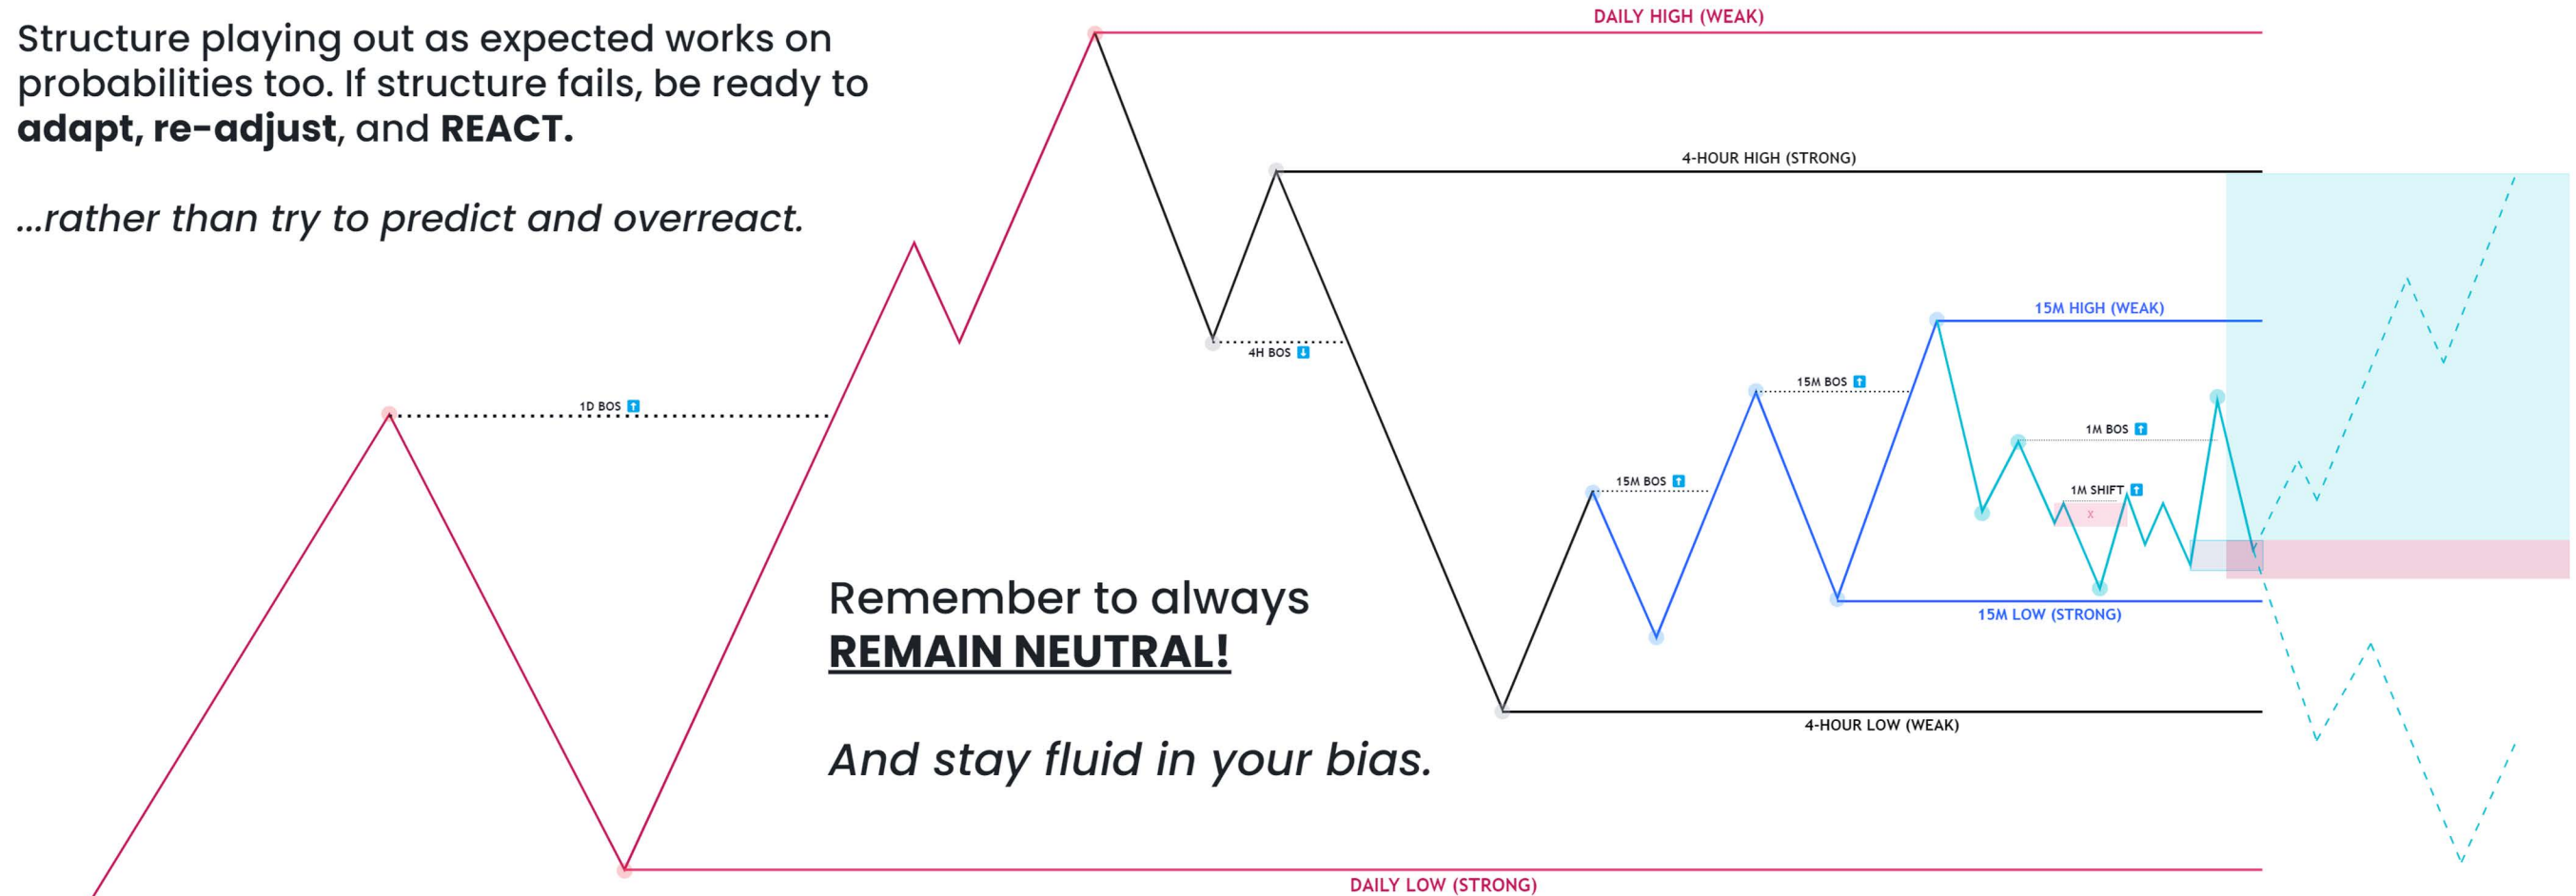 Structure playing out as expected works on
probabilities too. If structure fails, be ready to
adapt, re-adjust, and REACT.
...rather than try to predict and overreact.
DAILY HIGH (WEAK)
4-HOUR HIGH (STRONG)
15M HIGH (WEAK)
4H BOS
15M BOS
1D BOS
1M BOS
15M BOS
1M SHIFT
x
Remember to always
REMAIN NEUTRAL!
And stay fluid in your bias.
15M LOW (STRONG)
4-HOUR LOW (WEAK)
DAILY LOW (STRONG)